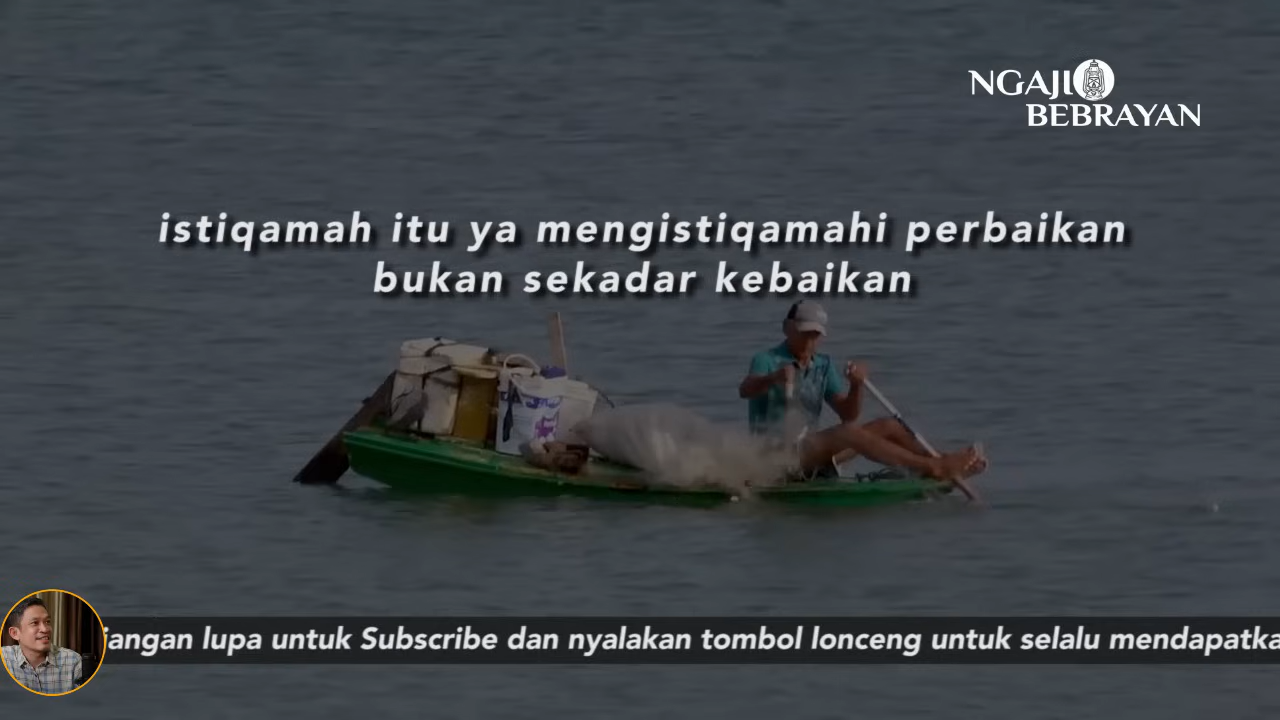 NGAJI
BEBRAYAN
istiqamah itu ya mengistiqamahi perbaikan
bukan sekadar kebaikan
jangan lupa untuk Subscribe dan nyalakan tombol lonceng untuk selalu mendapatka